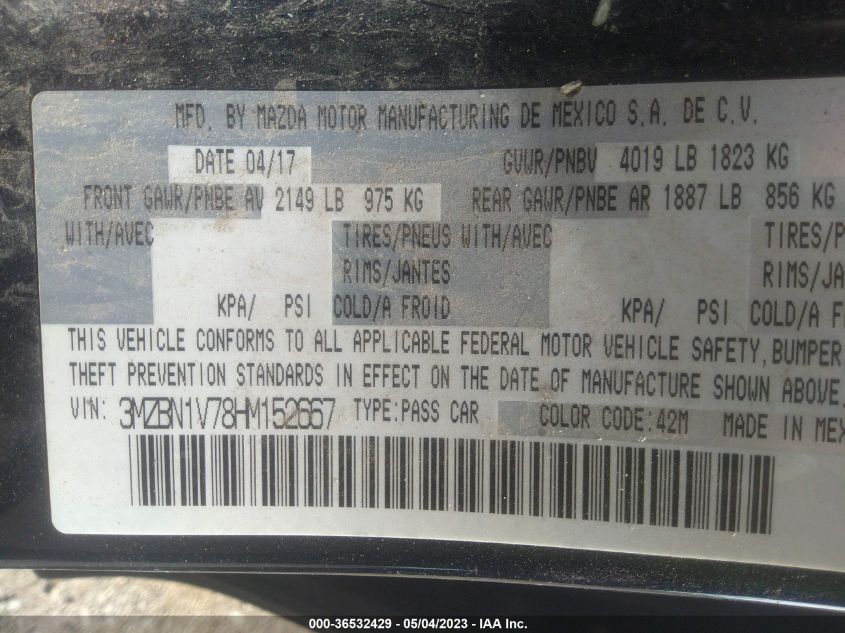 MFD. BY MAZDA MOTOR MANUFACTURING DE MEXICO S.A. DE C.V.
DATE 04/17 GVWR/PNBV 4019 LB 1823 KG
FRONT GAWR/PNBE AV 2149 LB 975 KG REAR GAWR/PNBE AR 1887 LB 856 KG
WITH/AVEC TIRES/PNEUS WITH/AVEC TIRES/P
RIMS/JANTES RIMS/JA
KPA/ PSI COLD/A FROID KPA/ PSI COLD/A F
THIS VEHICLE CONFORMS TO ALL APPLICABLE FEDERAL MOTOR VEHICLE SAFETY, BUMPER
THEFT PREVENTION STANDARDS IN EFFECT ON THE DATE OF MANUFACTURE SHOWN ABOVE.
VIN: 3MZBN1V78HM152667 TYPE:PASS CAR COLOR CODE:42M MADE IN MEX
000-36532429 - 05/04/2023 - IAA Inc.